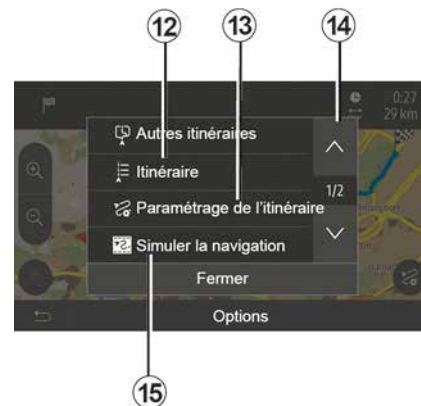 12 13 14
0:27
29 km
Autres itinéraires
Itinéraire
1/2
Paramétrage de l'itinéraire
Simuler la navigation
Fermer
Options
15